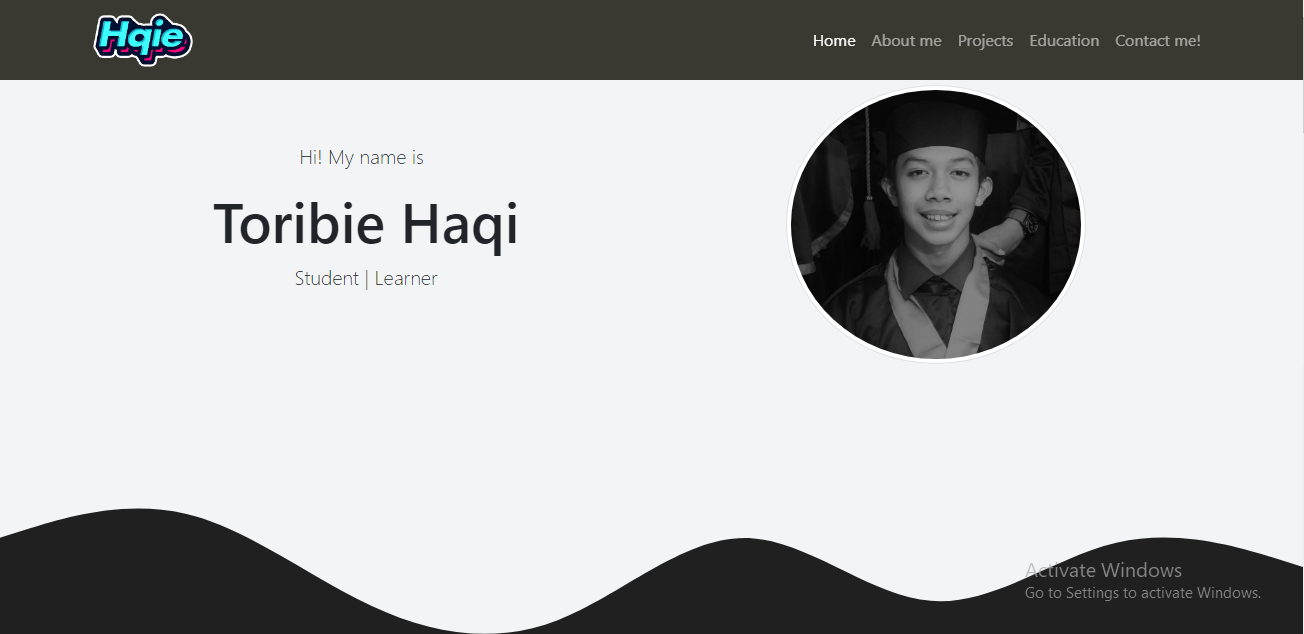 Hqie
Home About me Projects Education Contact me!
Hi! My name is
Toribie Haqi
Student | Learner
Activate Windows
Go to Settings to activate Windows.